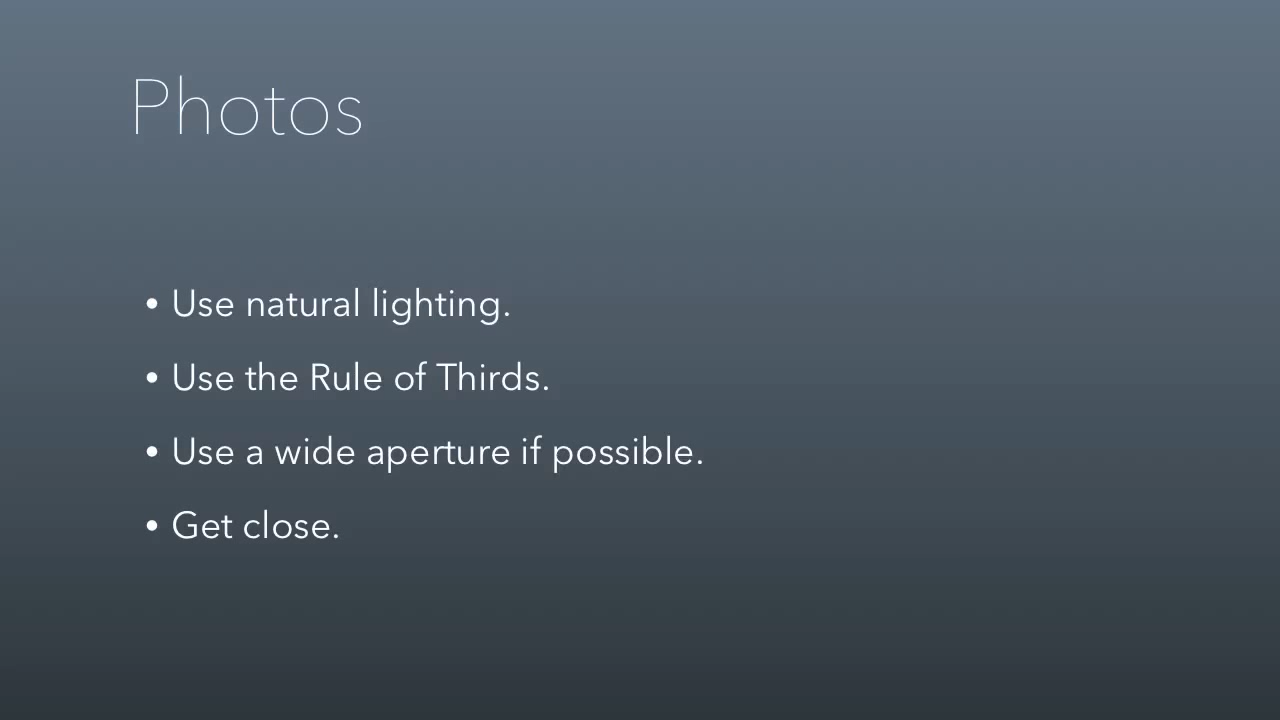 Photos
• Use natural lighting.
• Use the Rule of Thirds.
• Use a wide aperture if possible.
• Get close.